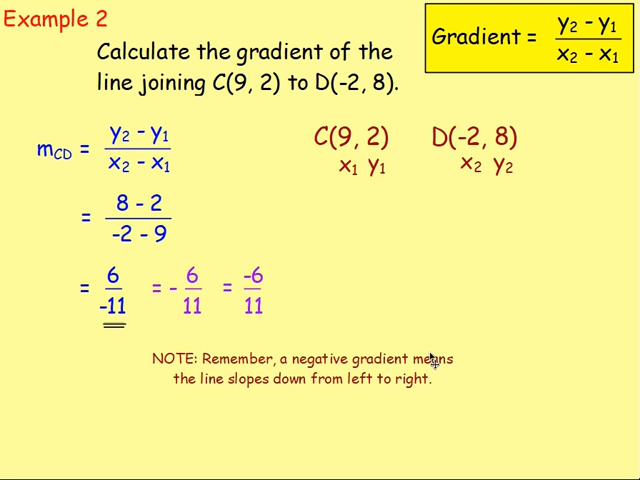 Example 2
Gradient = y₂ - y₁ / x₂ - x₁
Calculate the gradient of the
line joining C(9, 2) to D(-2, 8).
m_CD = y₂ - y₁ / x₂ - x₁
C(9, 2) D(-2, 8)
x₁ y₁ x₂ y₂
= 8 - 2 / -2 - 9
= 6 / -11 = - 6 / 11 = -6 / 11
NOTE: Remember, a negative gradient means
the line slopes down from left to right.